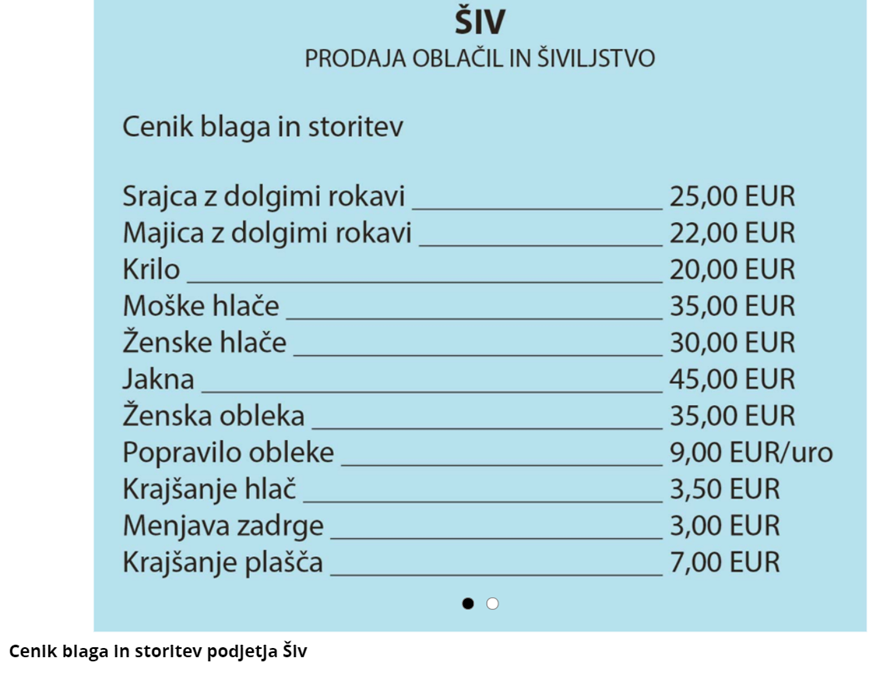 ŠIV
PRODAJA OBLAČIL IN ŠIVILJSTVO
Cenik blaga in storitev
Srajca z dolgimi rokavi 25,00 EUR
Majica z dolgimi rokavi 22,00 EUR
Krilo 20,00 EUR
Moške hlače 35,00 EUR
Ženske hlače 30,00 EUR
Jakna 45,00 EUR
Ženska obleka 35,00 EUR
Popravilo obleke 9,00 EUR/uro
Krajšanje hlač 3,50 EUR
Menjava zadrge 3,00 EUR
Krajšanje plašča 7,00 EUR
Cenik blaga in storitev podjetja Šiv